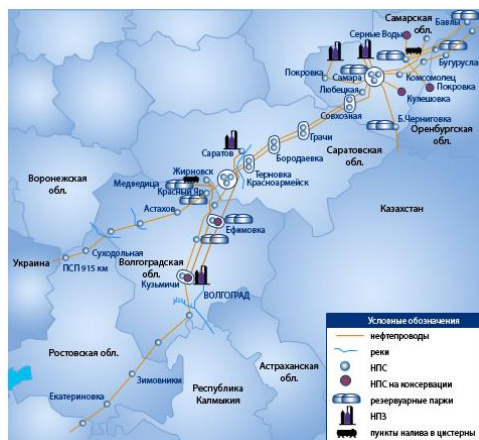 Самарская
обл.
Бавлы
Серные Воды
Бугурусла
Покровка
Самара
Комсомолец
Любецкая
Покровка
Кулешовка
Совхозная
Б.Черниговка
Оренбургская
обл.
Грачи
Саратовская
обл.
Бородаевка
Саратов
Терновка
Красноармейск
Жирновск
Воронежская
обл.
Медведица
Красный Яр
Казахстан
Астахов
Ефимовка
Суходольная
Украина
ПСП 915 км
Волгоградская
обл.
Кузьмичи
ВОЛГОГРАД
Ростовская обл.
Астраханская
обл.
Зимовникм
Республика
Калмыкия
Екатериновка
Условные обозначения
нефтепроводы
реки
НПС
НПС на консервации
резервуарные парки
НПЗ
пункты налива в цистерны